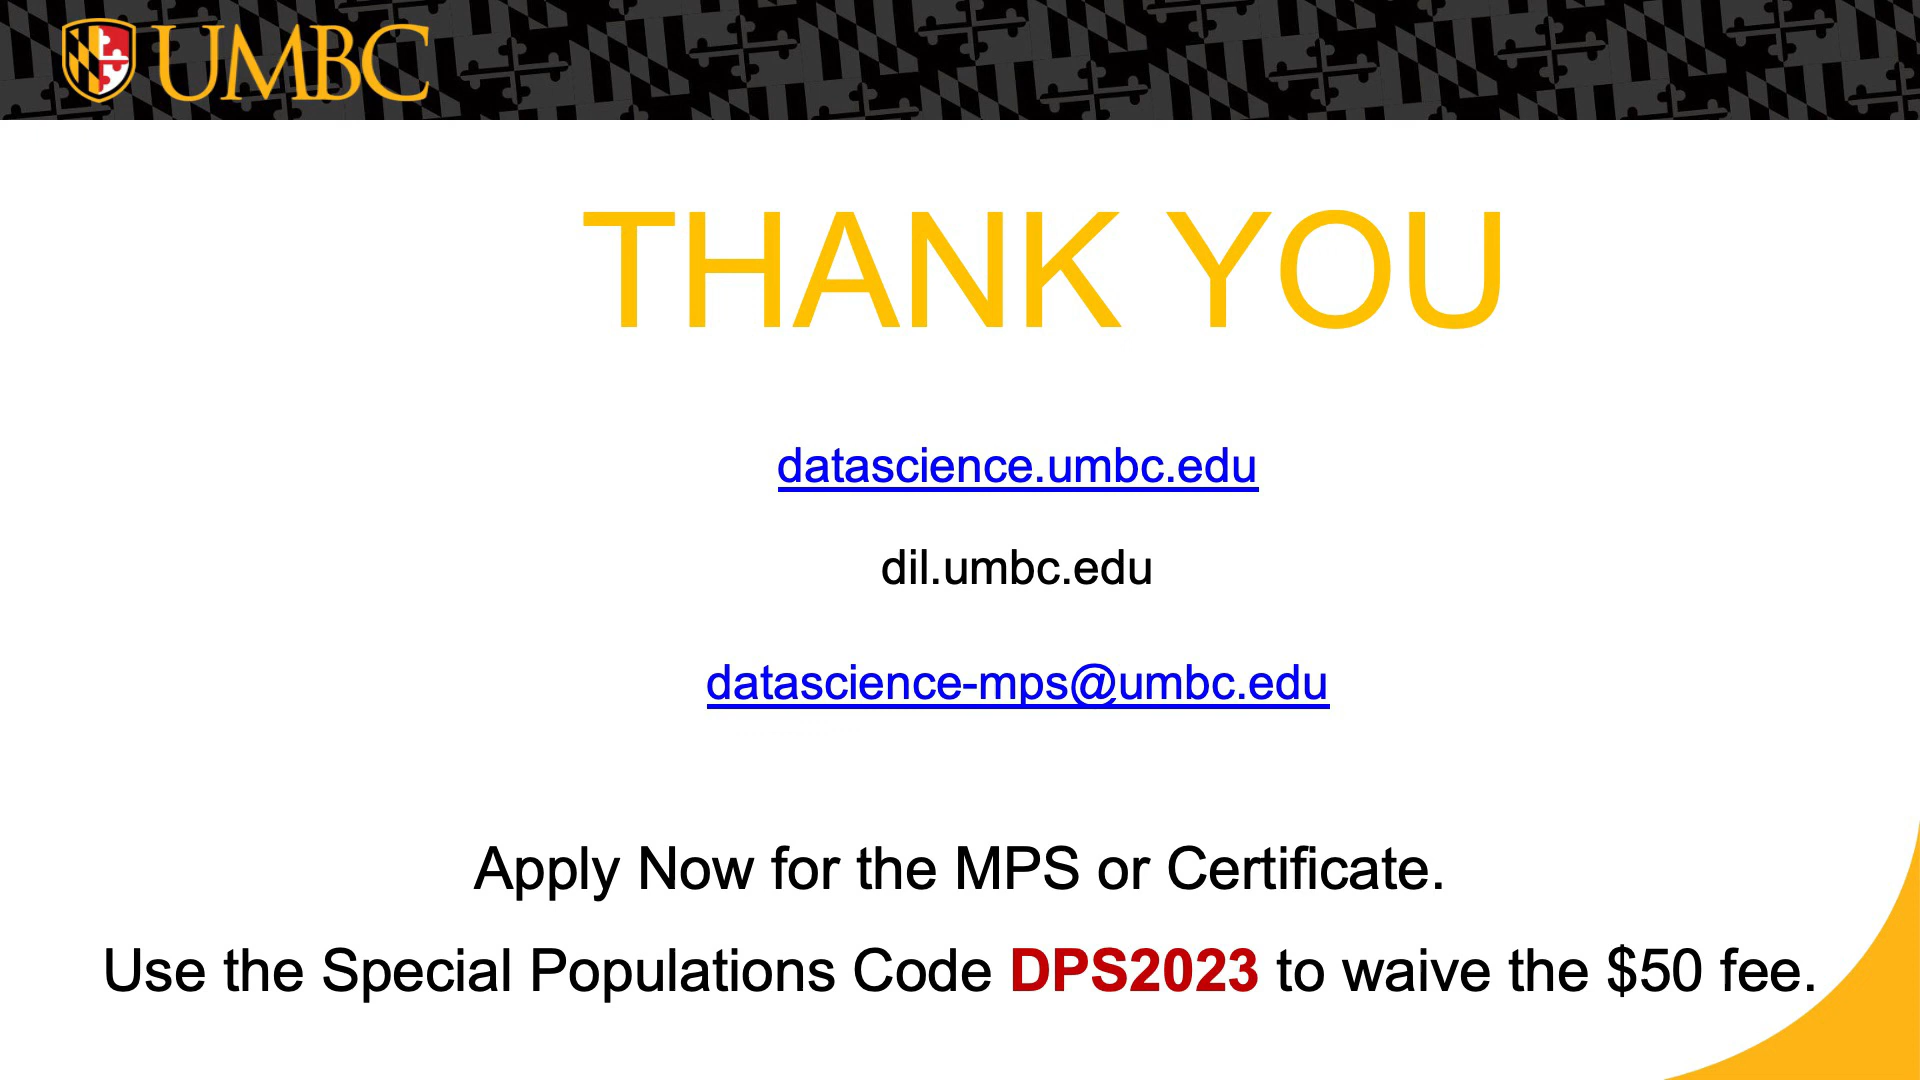 UMBC
THANK YOU
datascience.umbc.edu
dil.umbc.edu
datascience-mps@umbc.edu
Apply Now for the MPS or Certificate.
Use the Special Populations Code DPS2023 to waive the $50 fee.